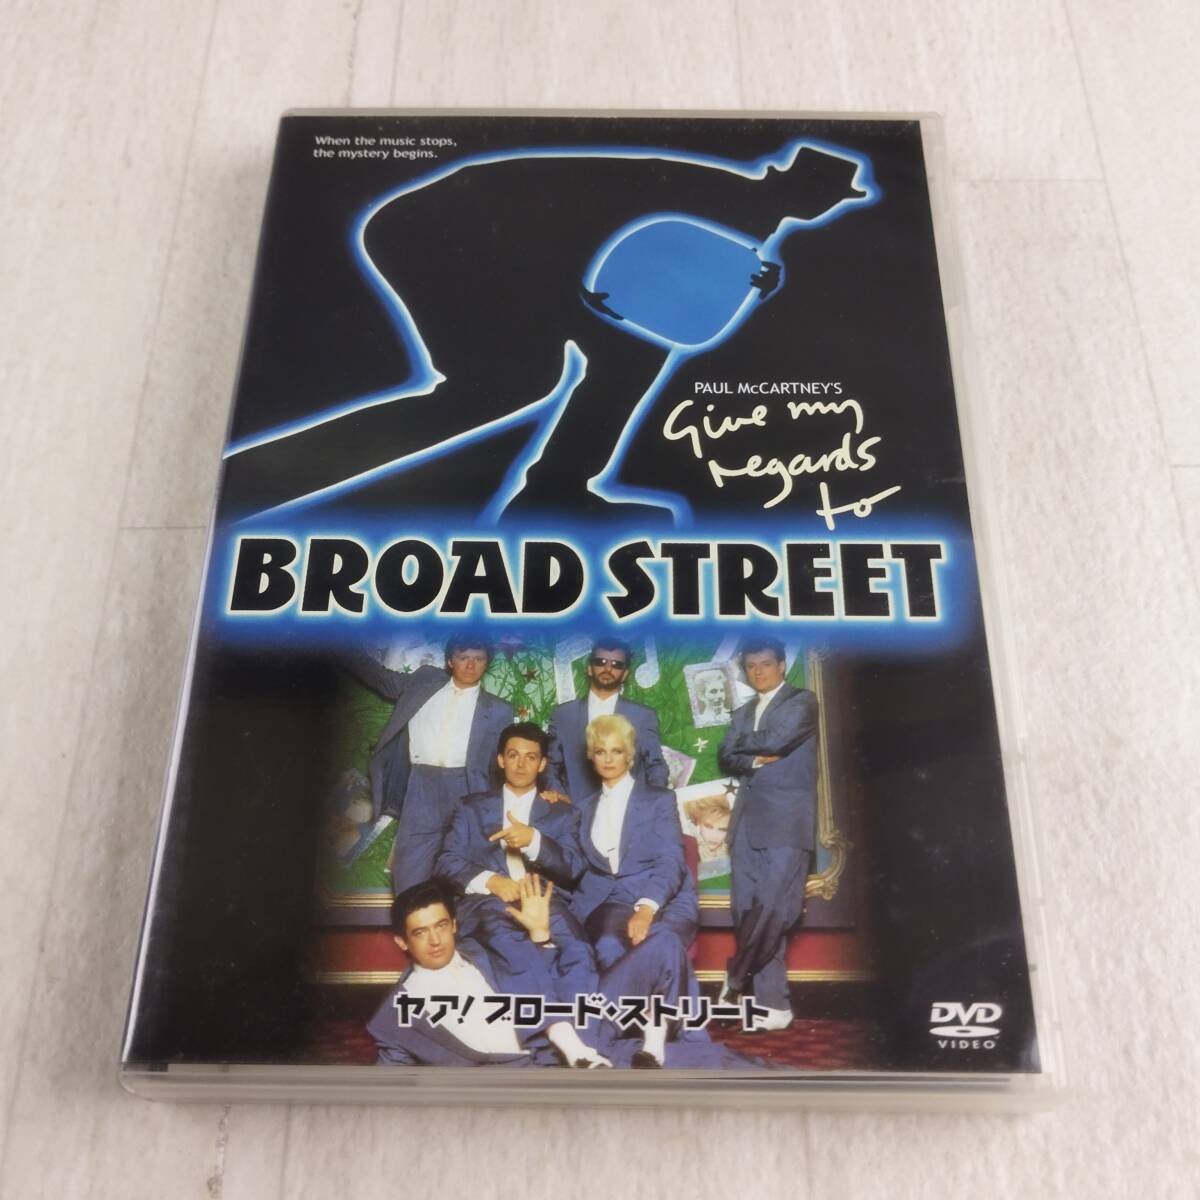 When the music stops,
the mystery begins.
PAUL McCARTNEY'S
Give my
regards
to
BROAD STREET
ヤア!ブロード・ストリート
DVD
VIDEO